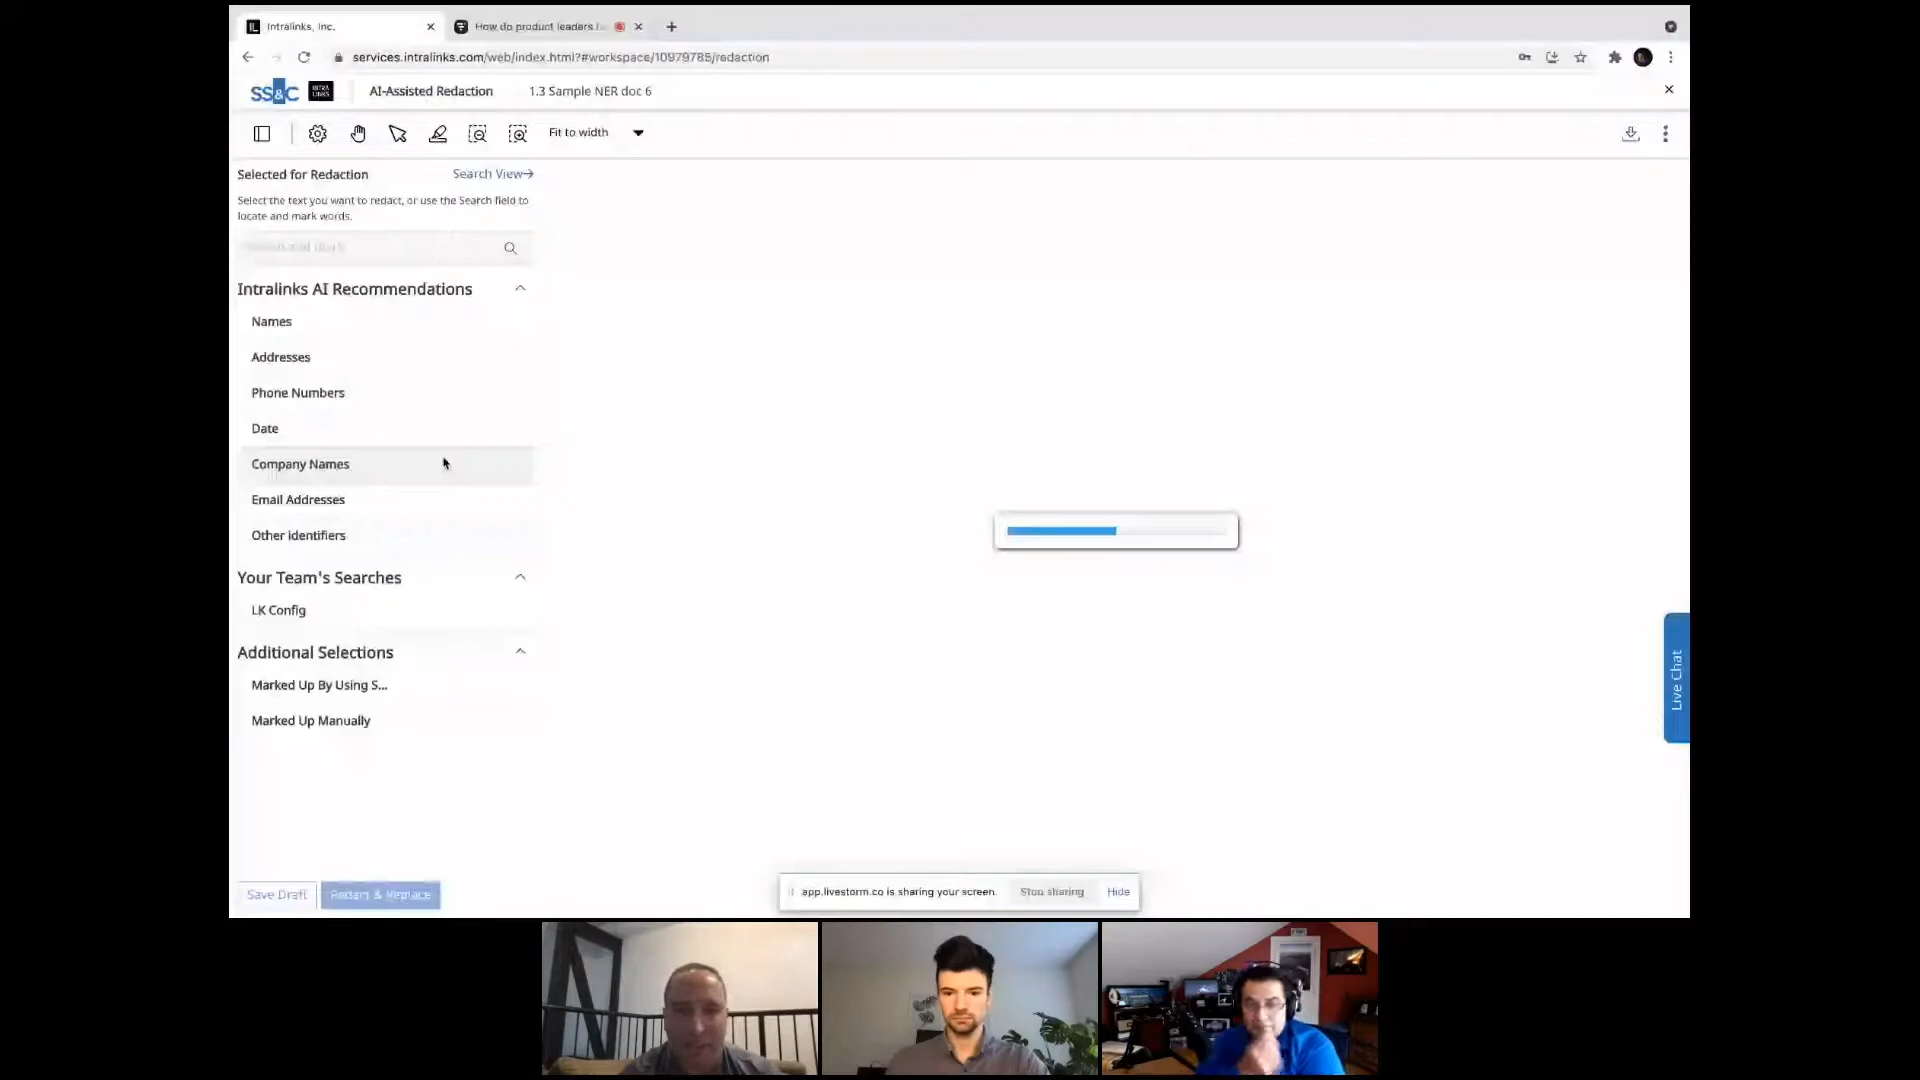 Intralinks, Inc.
How do product leaders
services.intralinks.com/web/index.html?#workspace/10979785/redaction
SS&C
INTRA
LINKS
AI-Assisted Redaction
1.3 Sample NER doc 6
Fit to width
Selected for Redaction
Search View→
Select the text you want to redact, or use the Search field to
locate and mark words.
Intralinks AI Recommendations
Names
Addresses
Phone Numbers
Date
Company Names
Email Addresses
Other identifiers
Your Team's Searches
LK Config
Additional Selections
Marked Up By Using S...
Marked Up Manually
Live Chat
Save Draft
Redact & Replace
app.livestorm.co is sharing your screen.
Stop sharing
Hide